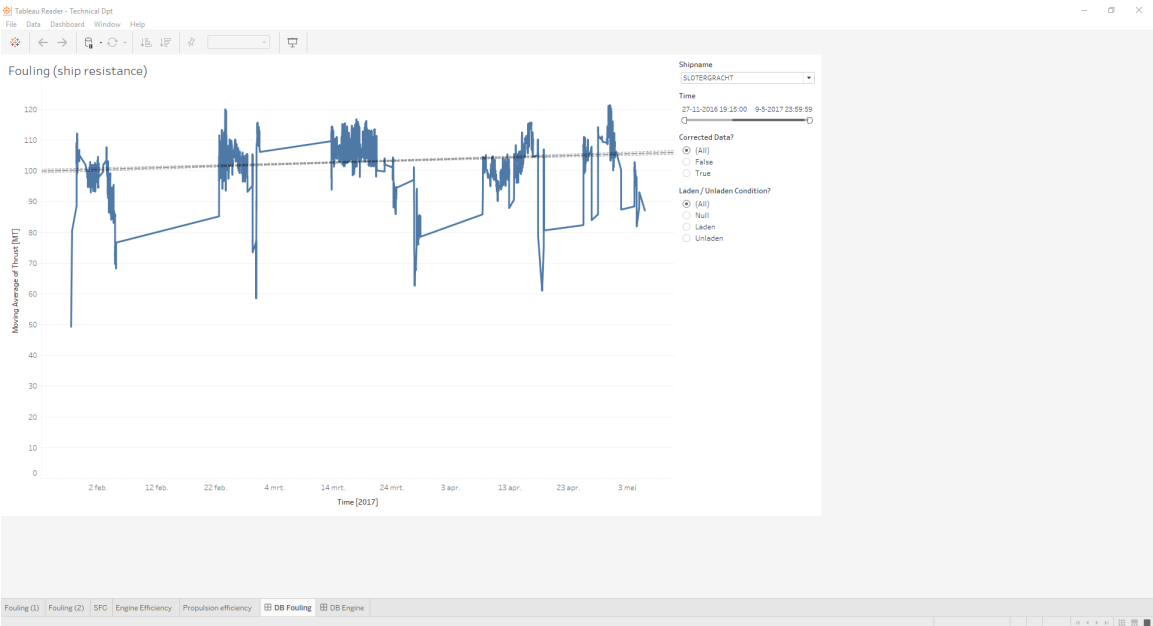 Tableau Reader - Technical Dpt
File Data Dashboard Window Help
Fouling (ship resistance)
Shipname
SLOTERGRACHT
Time
27-11-2016 19:15:00 9-5-2017 23:59:59
Corrected Data?
(All)
False
True
Laden / Unladen Condition?
(All)
Null
Laden
Unladen
Moving Average of Thrust [MT]
120
110
100
90
80
70
60
50
40
30
20
10
0
2 feb. 12 feb. 22 feb. 4 mrt. 14 mrt. 24 mrt. 3 apr. 13 apr. 23 apr. 3 mei
Time [2017]
Fouling (1) Fouling (2) SFC Engine Efficiency Propulsion efficiency DB Fouling DB Engine